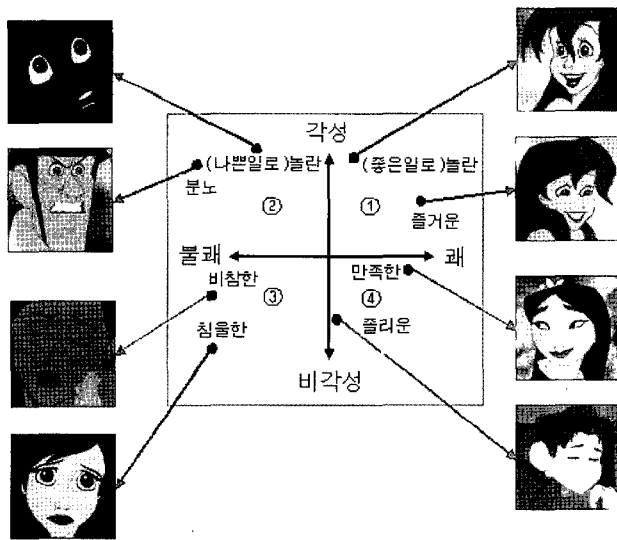 각성
(나쁜일로)놀란
(좋은일로)놀란
분노
②
①
즐거운
불쾌
쾌
비참한
만족한
③
④
침울한
졸리운
비각성